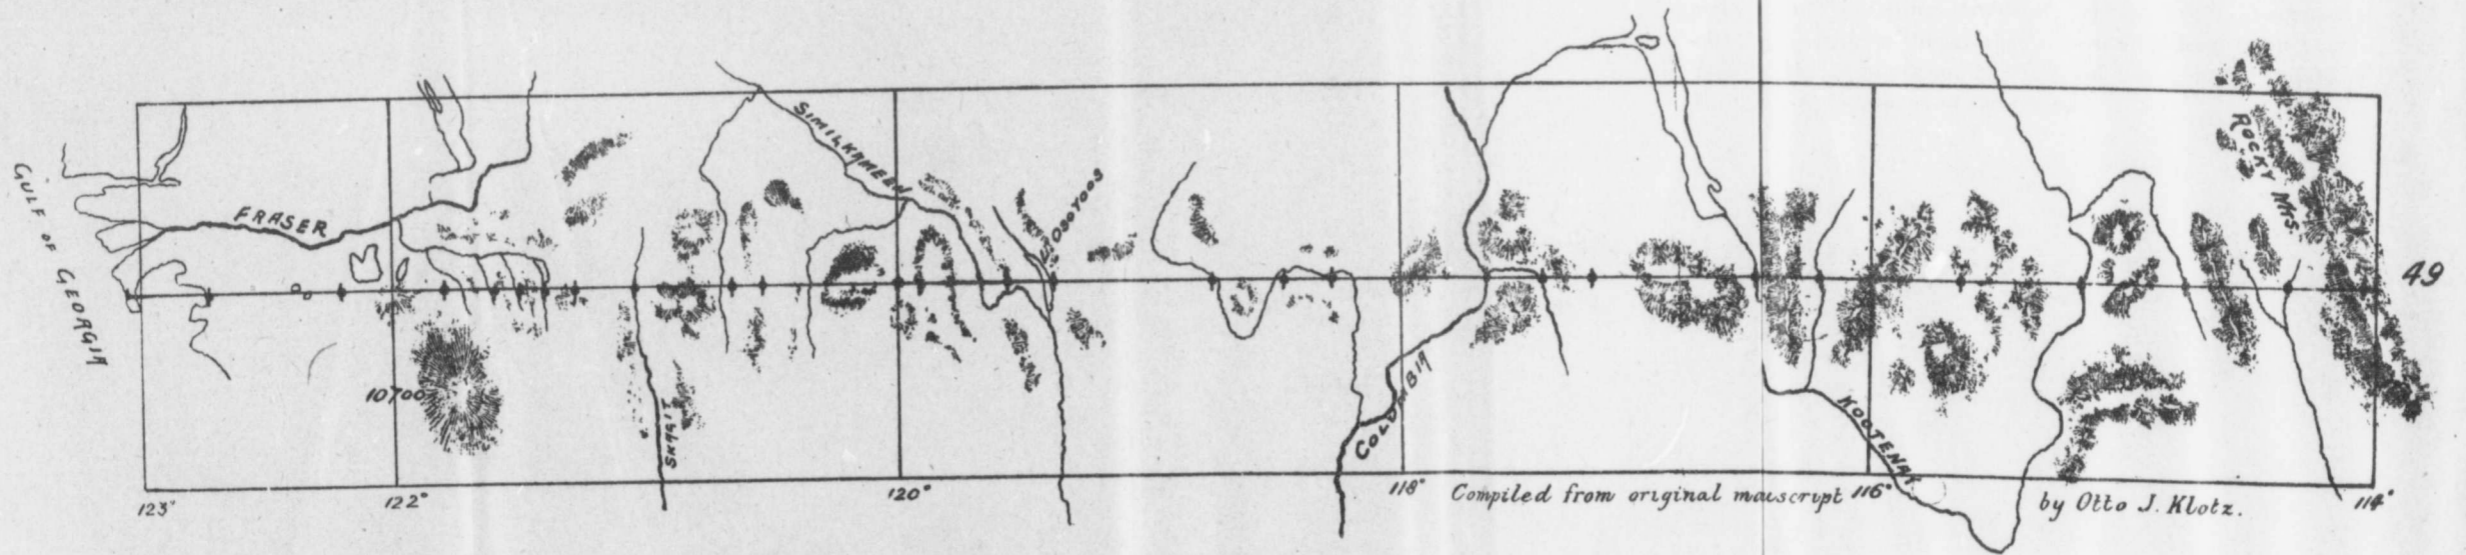 GULF OF GEORGIA
FRASER
10700
SKAGIT
SIMILKAMEEN
OSOYOOS
COLUMBIA
KOOTENAY
ROCKY MTS
49
123°
122°
120°
118°
116°
114°
Compiled from original mauscript
by Otto J. Klotz.